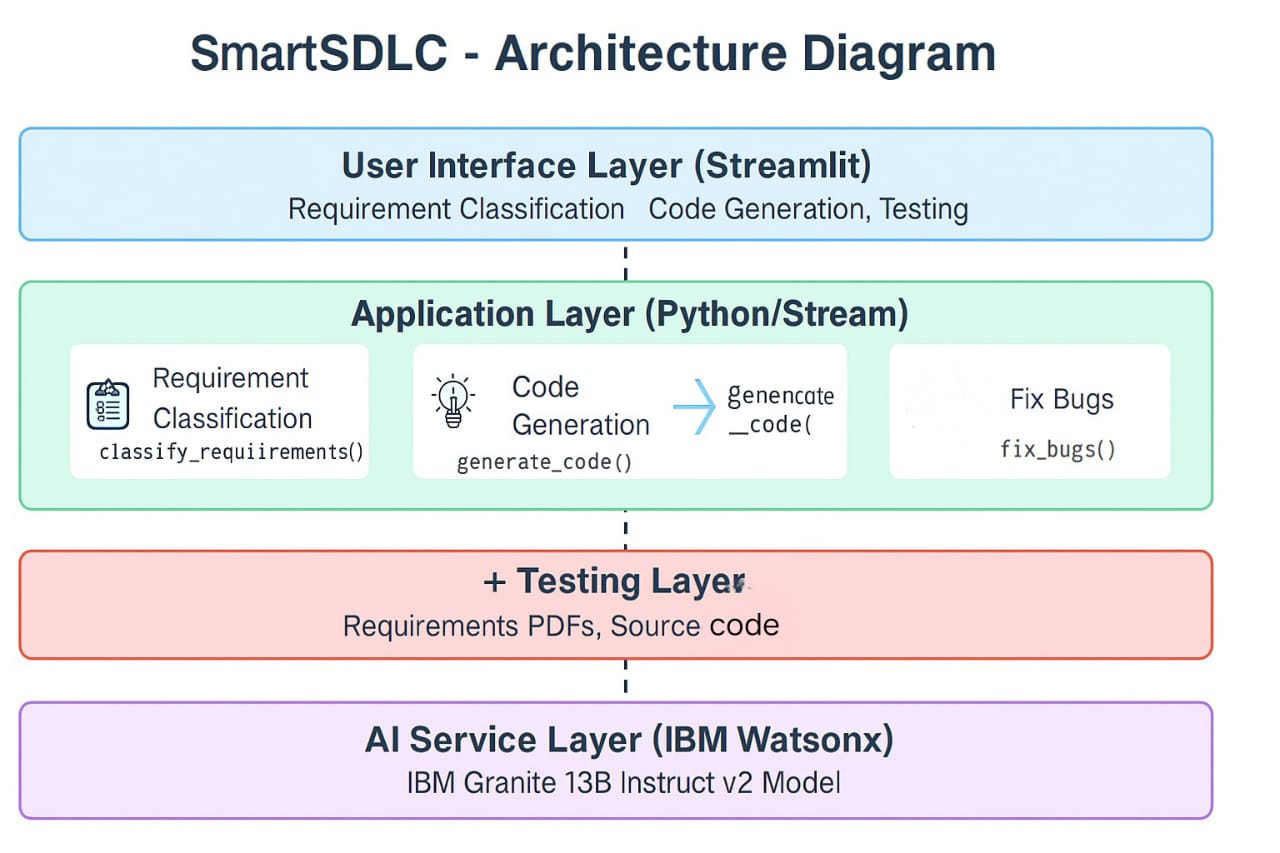 SmartSDLC - Architecture Diagram
User Interface Layer (Streamlit)
Requirement Classification Code Generation, Testing
Application Layer (Python/Stream)
Requirement
Classification
classify_requiirements()
Code
Generation
generate_code()
genencate
_code(
Fix Bugs
fix_bugs()
+ Testing Layer
Requirements PDFs, Source code
AI Service Layer (IBM Watsonx)
IBM Granite 13B Instruct v2 Model